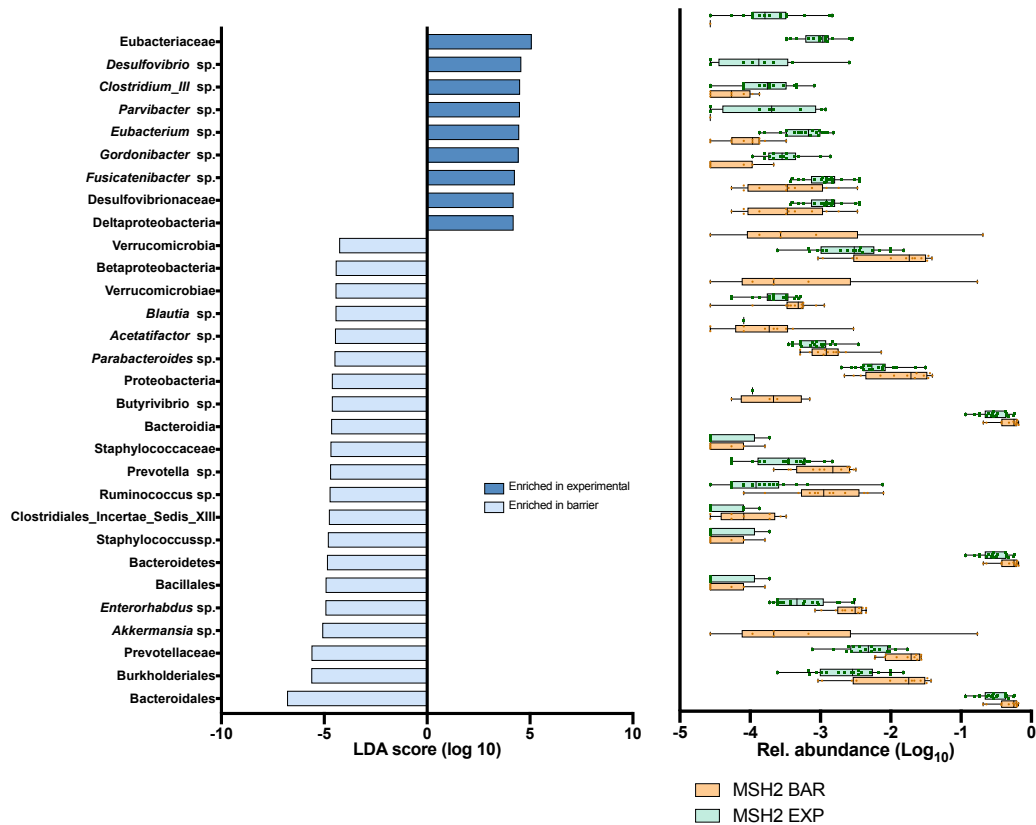 Eubacteriaceae
Desulfovibrio sp.
Clostridium_III sp.
Parvibacter sp.
Eubacterium sp.
Gordonibacter sp.
Fusicatenibacter sp.
Desulfovibrionaceae
Deltaproteobacteria
Verrucomicrobia
Betaproteobacteria
Verrucomicrobiae
Blautia sp.
Acetatifactor sp.
Parabacteroides sp.
Proteobacteria
Butyrivibrio sp.
Bacteroidia
Staphylococcaceae
Prevotella sp.
Ruminococcus sp.
Clostridiales_Incertae_Sedis_XIII
Staphylococcussp.
Bacteroidetes
Bacillales
Enterorhabdus sp.
Akkermansia sp.
Prevotellaceae
Burkholderiales
Bacteroidales
Enriched in experimental
Enriched in barrier
-10 -5 0 5 10
LDA score (log 10)
-5 -4 -3 -2 -1 0
Rel. abundance (Log10)
MSH2 BAR
MSH2 EXP